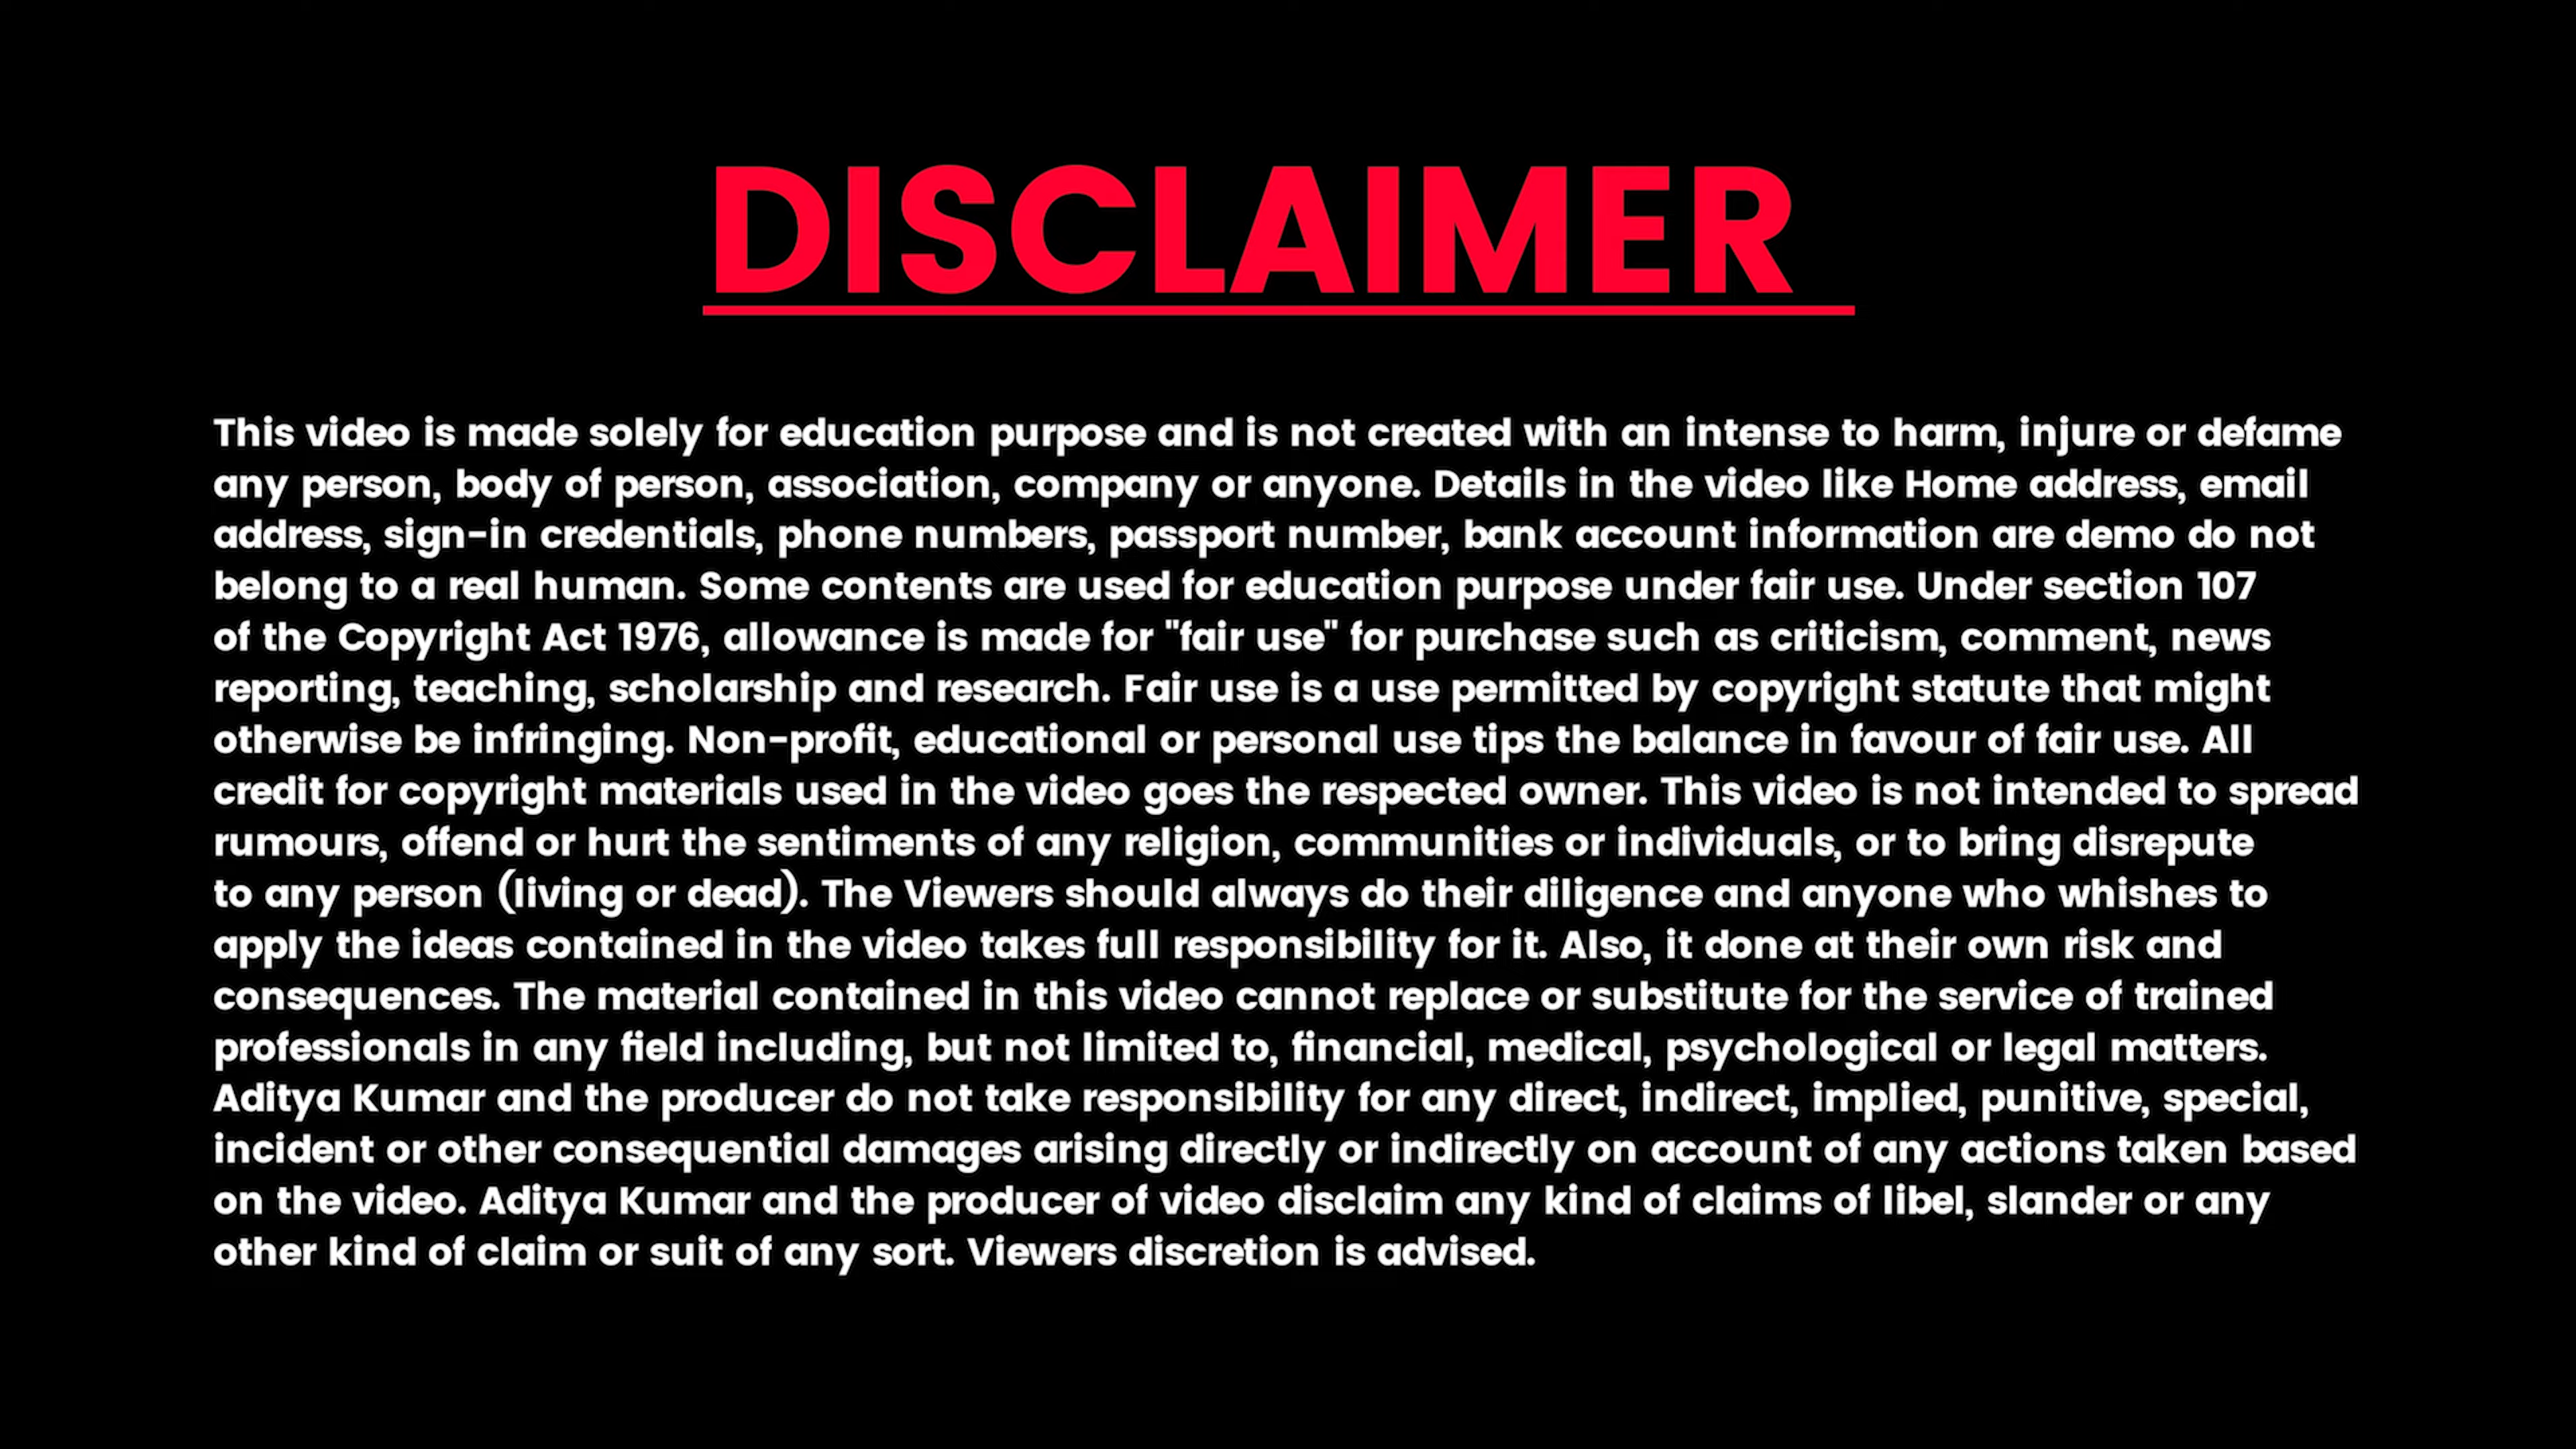 DISCLAIMER
This video is made solely for education purpose and is not created with an intense to harm, injure or defame
any person, body of person, association, company or anyone. Details in the video like Home address, email
address, sign-in credentials, phone numbers, passport number, bank account information are demo do not
belong to a real human. Some contents are used for education purpose under fair use. Under section 107
of the Copyright Act 1976, allowance is made for "fair use" for purchase such as criticism, comment, news
reporting, teaching, scholarship and research. Fair use is a use permitted by copyright statute that might
otherwise be infringing. Non-profit, educational or personal use tips the balance in favour of fair use. All
credit for copyright materials used in the video goes the respected owner. This video is not intended to spread
rumours, offend or hurt the sentiments of any religion, communities or individuals, or to bring disrepute
to any person (living or dead). The Viewers should always do their diligence and anyone who whishes to
apply the ideas contained in the video takes full responsibility for it. Also, it done at their own risk and
consequences. The material contained in this video cannot replace or substitute for the service of trained
professionals in any field including, but not limited to, financial, medical, psychological or legal matters.
Aditya Kumar and the producer do not take responsibility for any direct, indirect, implied, punitive, special,
incident or other consequential damages arising directly or indirectly on account of any actions taken based
on the video. Aditya Kumar and the producer of video disclaim any kind of claims of libel, slander or any
other kind of claim or suit of any sort. Viewers discretion is advised.